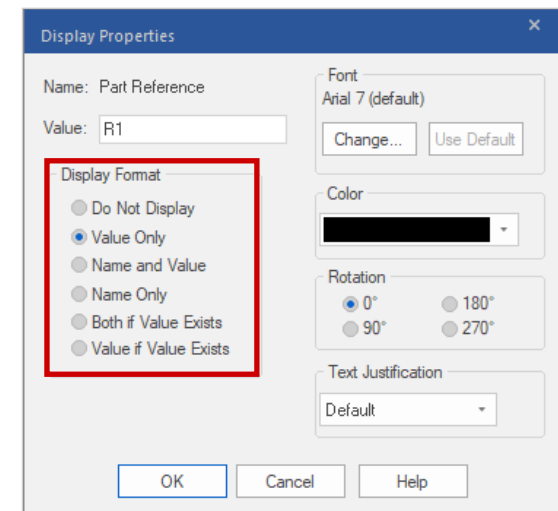 Display Properties
Name: Part Reference
Value: R1
Display Format
Do Not Display
Value Only
Name and Value
Name Only
Both if Value Exists
Value if Value Exists
Font
Arial 7 (default)
Change... Use Default
Color
Rotation
0° 180°
90° 270°
Text Justification
Default
OK Cancel Help